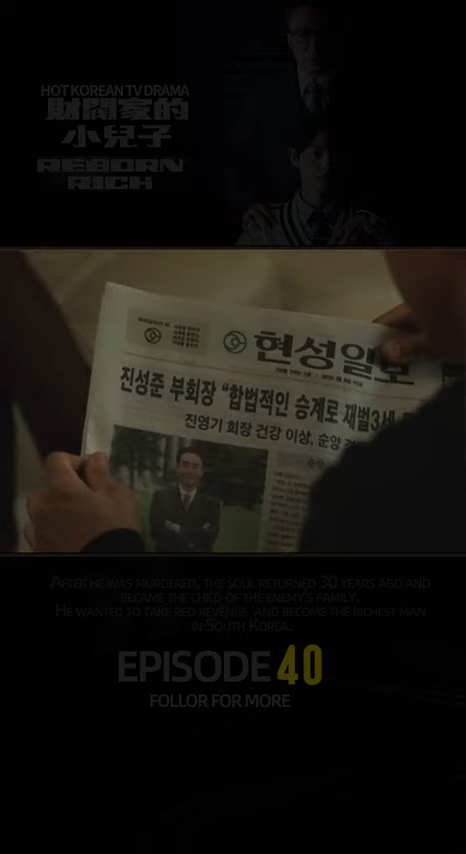 HOT KOREAN TV DRAMA
財閥家的
小兒子
REBORN
RICH
현성일보
진성준 부회장 "합법적인 승계로 재벌3세
진영기 회장 건강 이상, 순양
AFTER HE WAS MURDERED, THE SOUL RETURNED 30 YEARS AGO AND
BECAME THE CHILD OF THE ENEMY'S FAMILY.
HE WANTED TO TAKE RED REVENGE AND BECOME THE RICHEST MAN
IN SOUTH KOREA.
EPISODE 40
FOLLOR FOR MORE